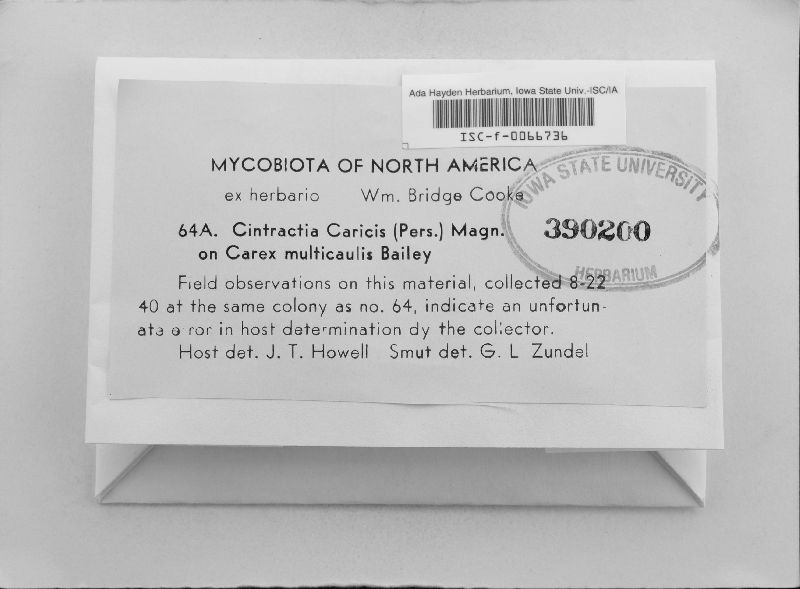 Ada Hayden Herbarium, Iowa State Univ.-ISC/IA
ISC-f-0066736
MYCOBIOTA OF NORTH AMERICA
ex herbario Wm. Bridge Cooke
IOWA STATE UNIVERSITY
390200
HERBARIUM
64A. Cintractia Caricis (Pers.) Magn.
on Carex multicaulis Bailey
Field observations on this material, collected 8-22
40 at the same colony as no. 64, indicate an unfortun-
ate e ror in host determination dy the collector.
Host det. J. T. Howell Smut det. G. L Zundel